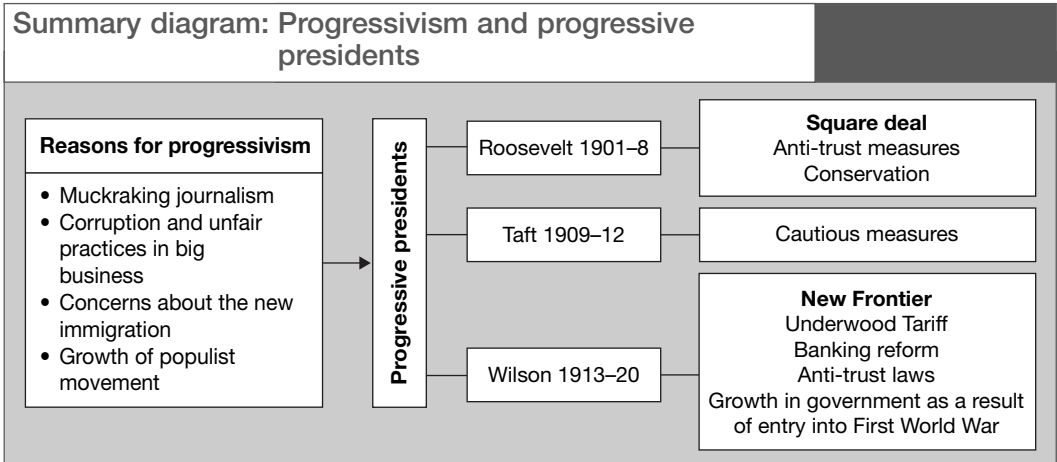 Summary diagram: Progressivism and progressive
presidents
Reasons for progressivism
• Muckraking journalism
• Corruption and unfair
practices in big
business
• Concerns about the new
immigration
• Growth of populist
movement
Progressive presidents
Roosevelt 1901–8
Square deal
Anti-trust measures
Conservation
Taft 1909–12
Cautious measures
Wilson 1913–20
New Frontier
Underwood Tariff
Banking reform
Anti-trust laws
Growth in government as a result
of entry into First World War